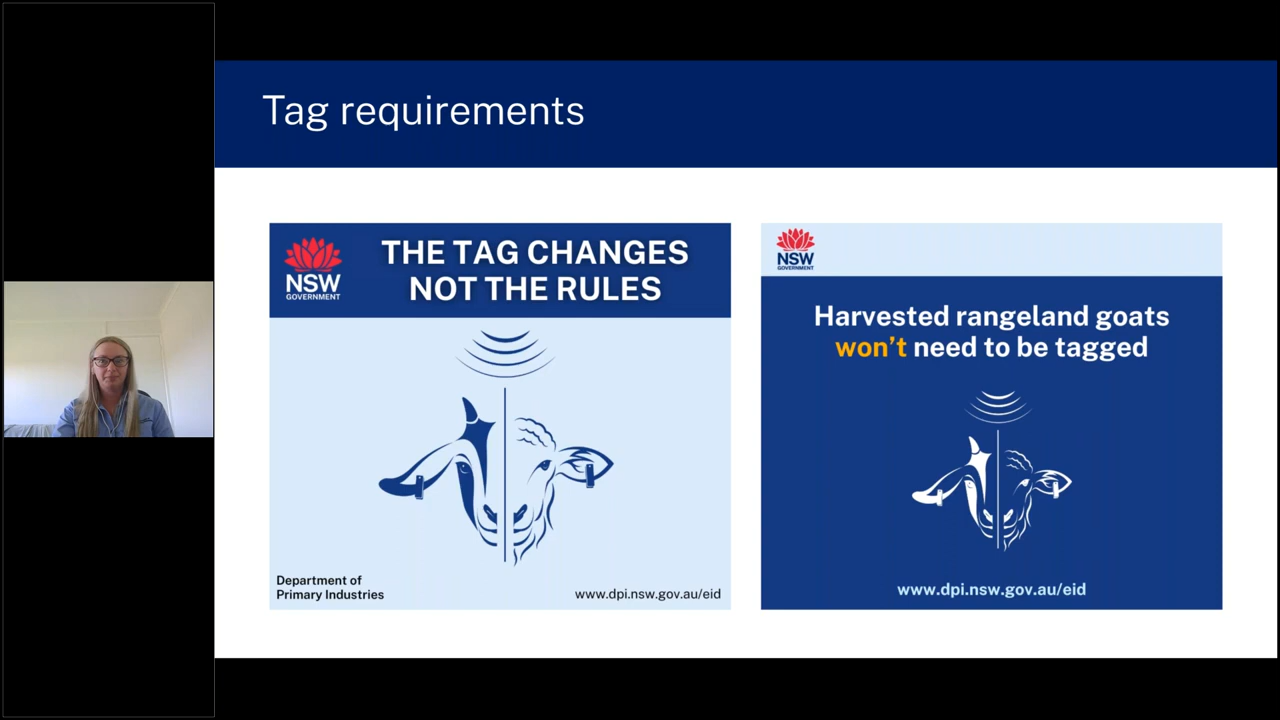 Tag requirements
NSW
GOVERNMENT
THE TAG CHANGES
NOT THE RULES
Department of
Primary Industries
www.dpi.nsw.gov.au/eid
NSW
GOVERNMENT
Harvested rangeland goats
won't need to be tagged
www.dpi.nsw.gov.au/eid